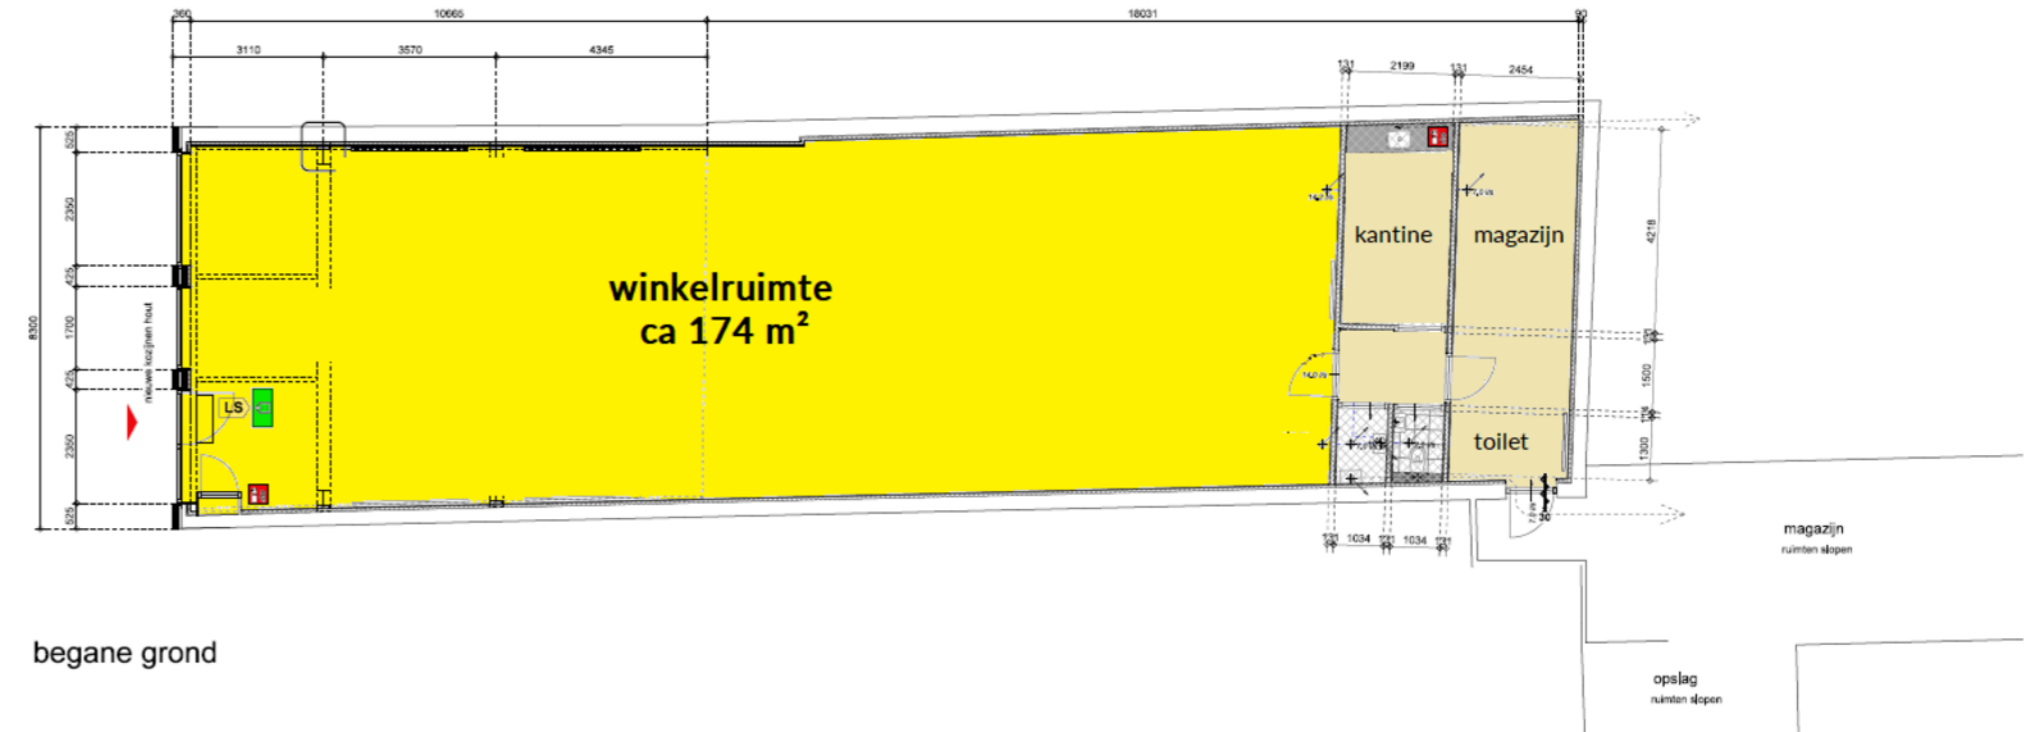 360
10665
18031
90
3110
3570
4345
131
2199
131
2454
525
2350
425
1700
425
2350
525
8300
nieuwe kozijnen hout
winkelruimte
ca 174 m²
kantine
magazijn
toilet
LS
4218
1500
1300
131
1034
131
1034
131
30
magazijn
ruimten slopen
opslag
ruimten slopen
begane grond